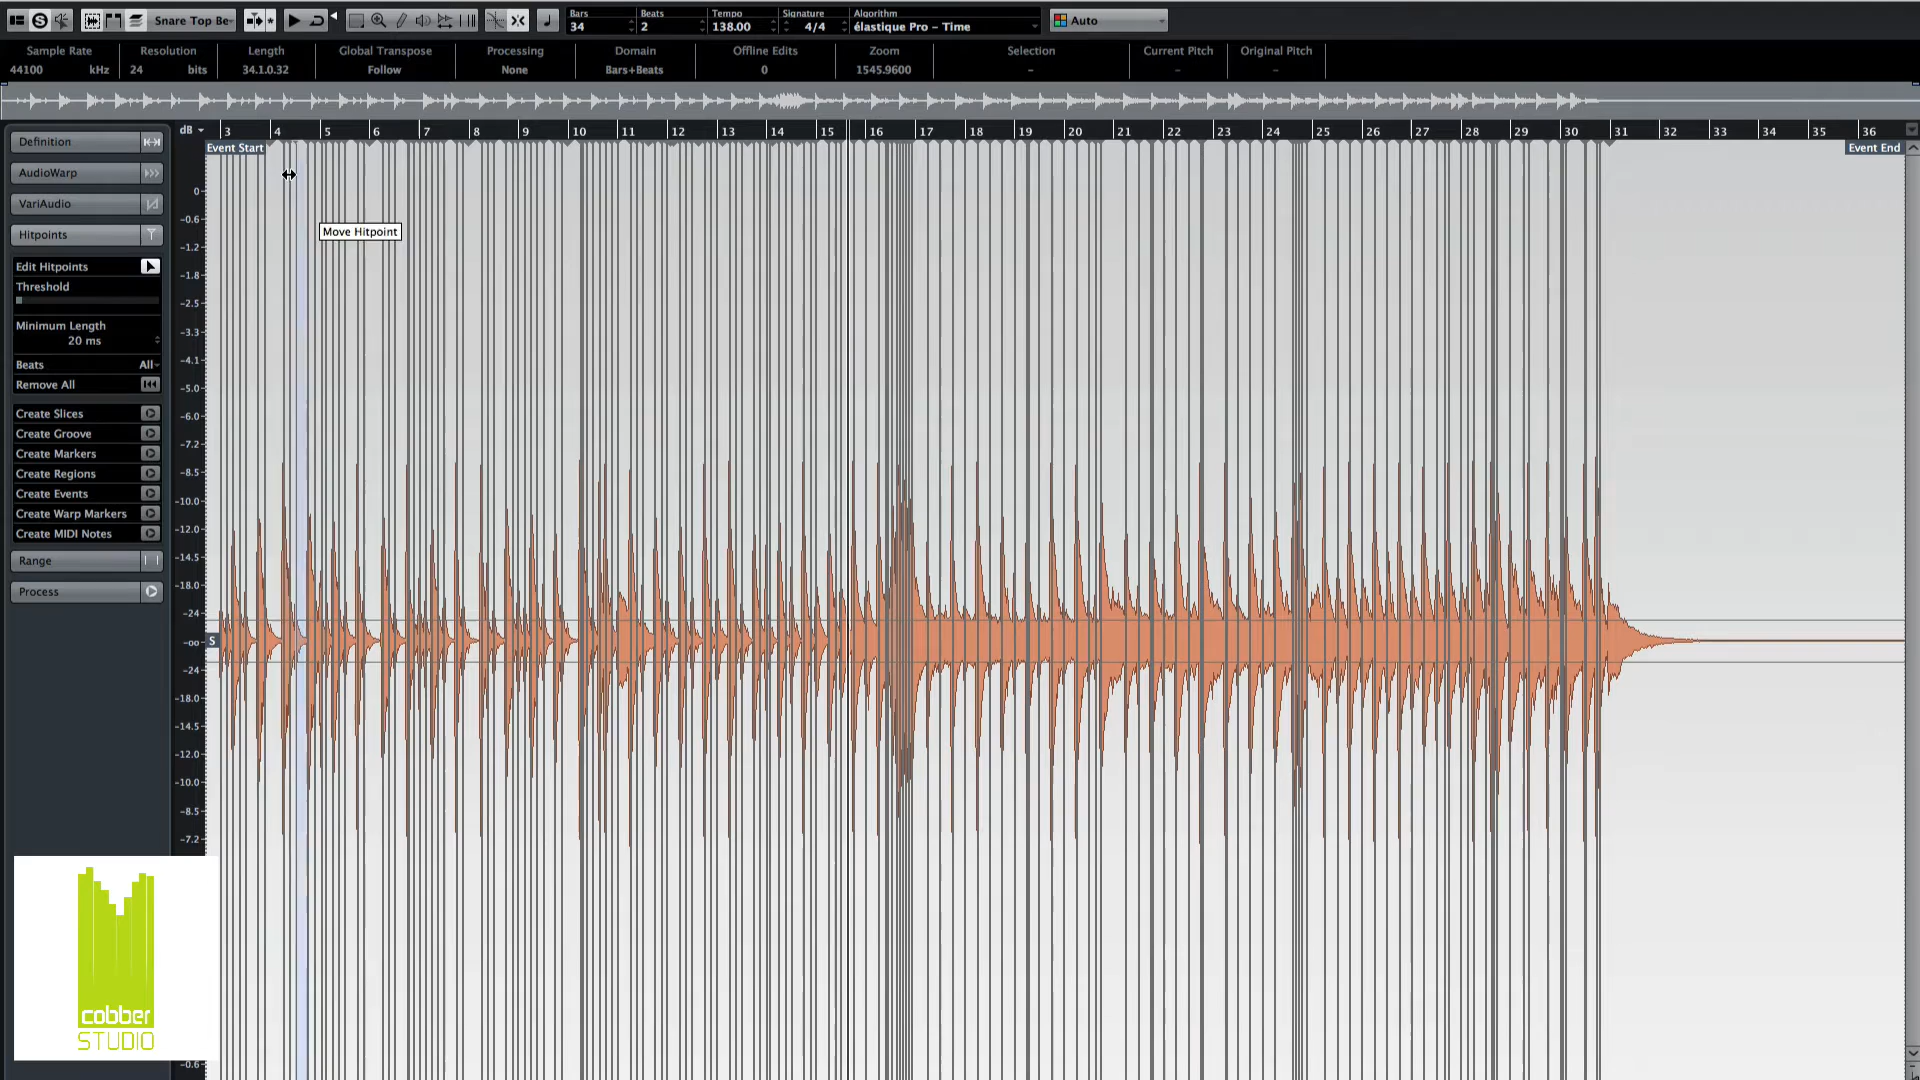 Snare Top Be
Bars Beats Tempo Signature Algorithm
34 2 138.00 4/4 élastique Pro – Time Auto
Sample Rate Resolution Length Global Transpose Processing Domain Offline Edits Zoom Selection Current Pitch Original Pitch
44100 kHz 24 bits 34.1.0.32 Follow None Bars+Beats 0 1545.9600 – – –
dB 3 4 5 6 7 8 9 10 11 12 13 14 15 16 17 18 19 20 21 22 23 24 25 26 27 28 29 30 31 32 33 34 35 36
Event Start Event End
Definition
AudioWarp
VariAudio
Hitpoints
Edit Hitpoints
Threshold
Minimum Length
20 ms
Beats All
Remove All
Create Slices
Create Groove
Create Markers
Create Regions
Create Events
Create Warp Markers
Create MIDI Notes
Range
Process
Move Hitpoint
0
-0.6
-1.2
-1.8
-2.5
-3.3
-4.1
-5.0
-6.0
-7.2
-8.5
-10.0
-12.0
-14.5
-18.0
-24
-oo S
-24
-18.0
-14.5
-12.0
-10.0
-8.5
-7.2
-0.6
cobber
STUDIO